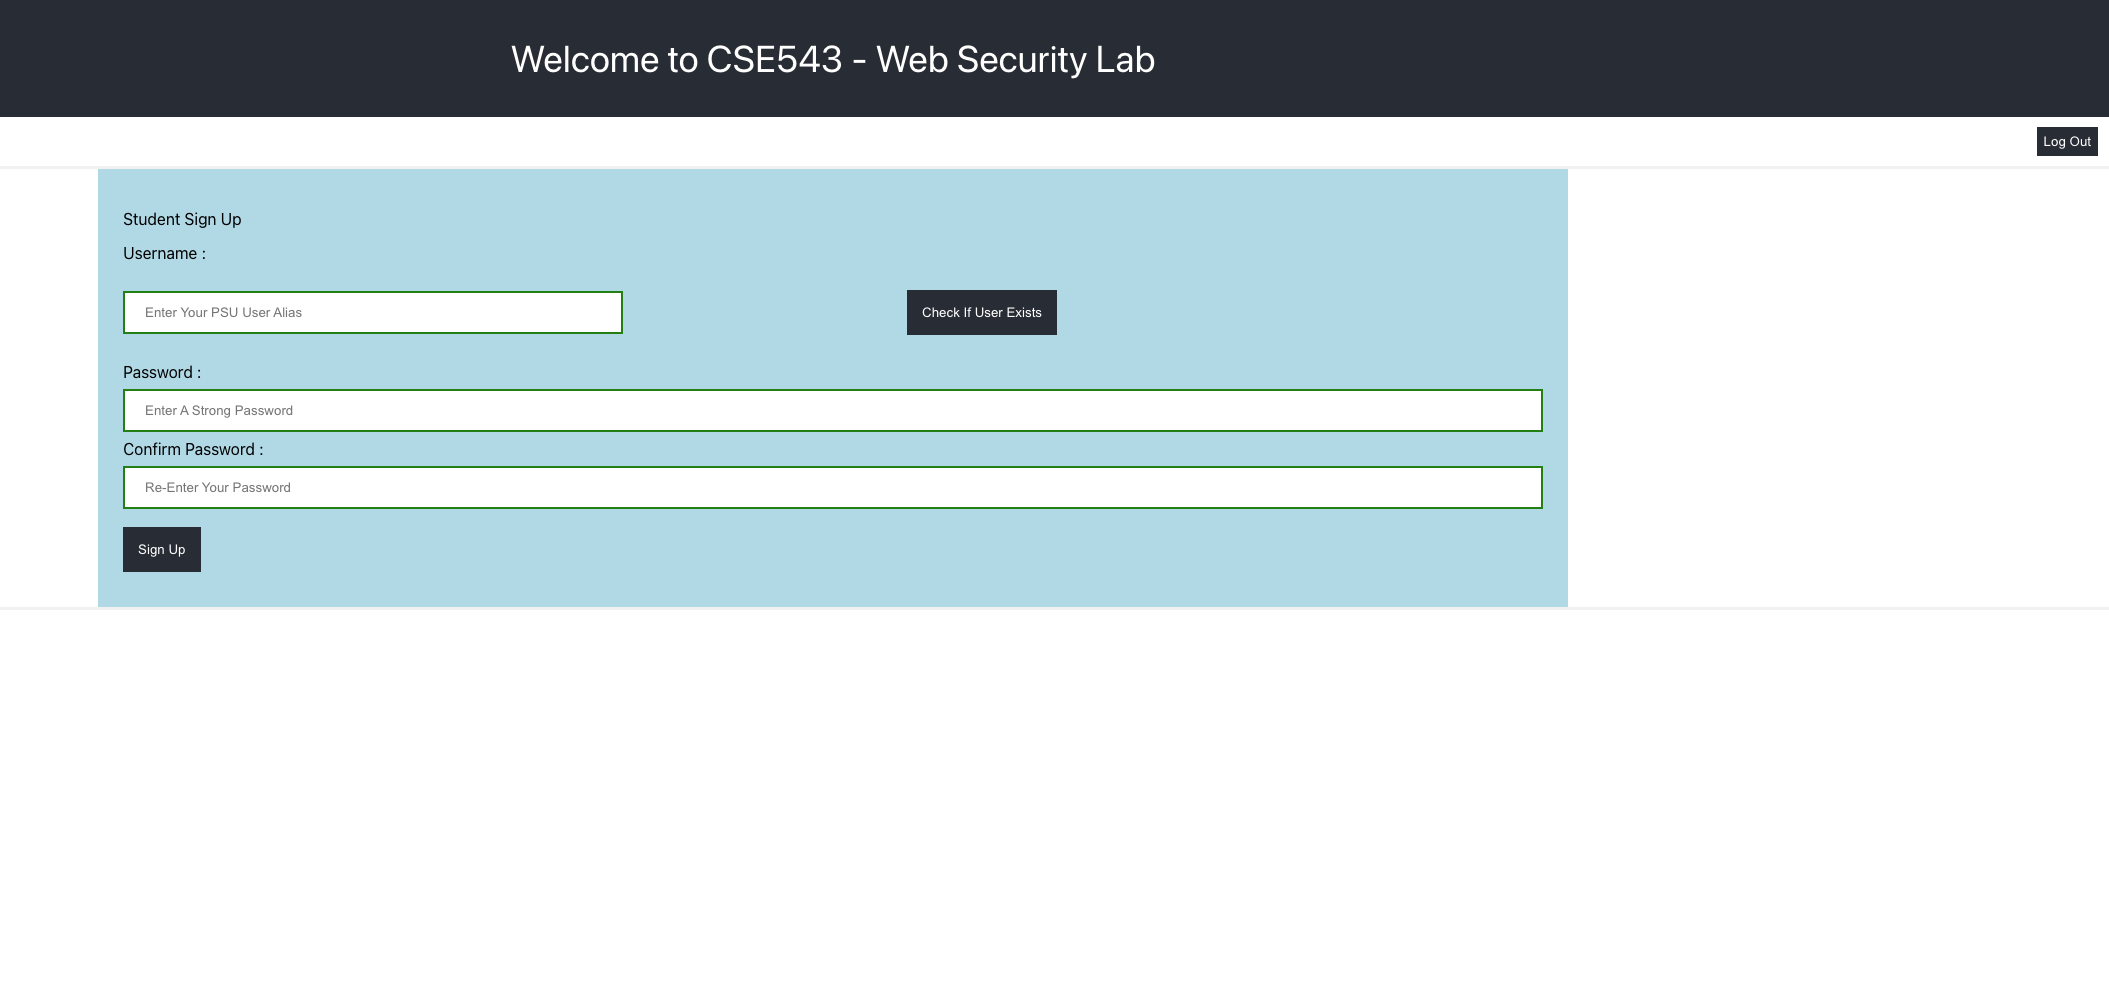 Welcome to CSE543 - Web Security Lab
Log Out
Student Sign Up
Username :
Enter Your PSU User Alias
Check If User Exists
Password :
Enter A Strong Password
Confirm Password :
Re-Enter Your Password
Sign Up